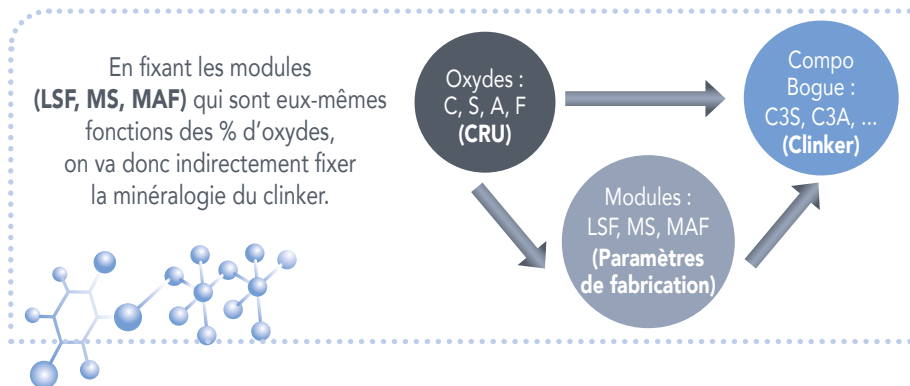 En fixant les modules
(LSF, MS, MAF) qui sont eux-mêmes
fonctions des % d'oxydes,
on va donc indirectement fixer
la minéralogie du clinker.
Oxydes :
C, S, A, F
(CRU)
Compo
Bogue :
C3S, C3A, ...
(Clinker)
Modules :
LSF, MS, MAF
(Paramètres
de fabrication)